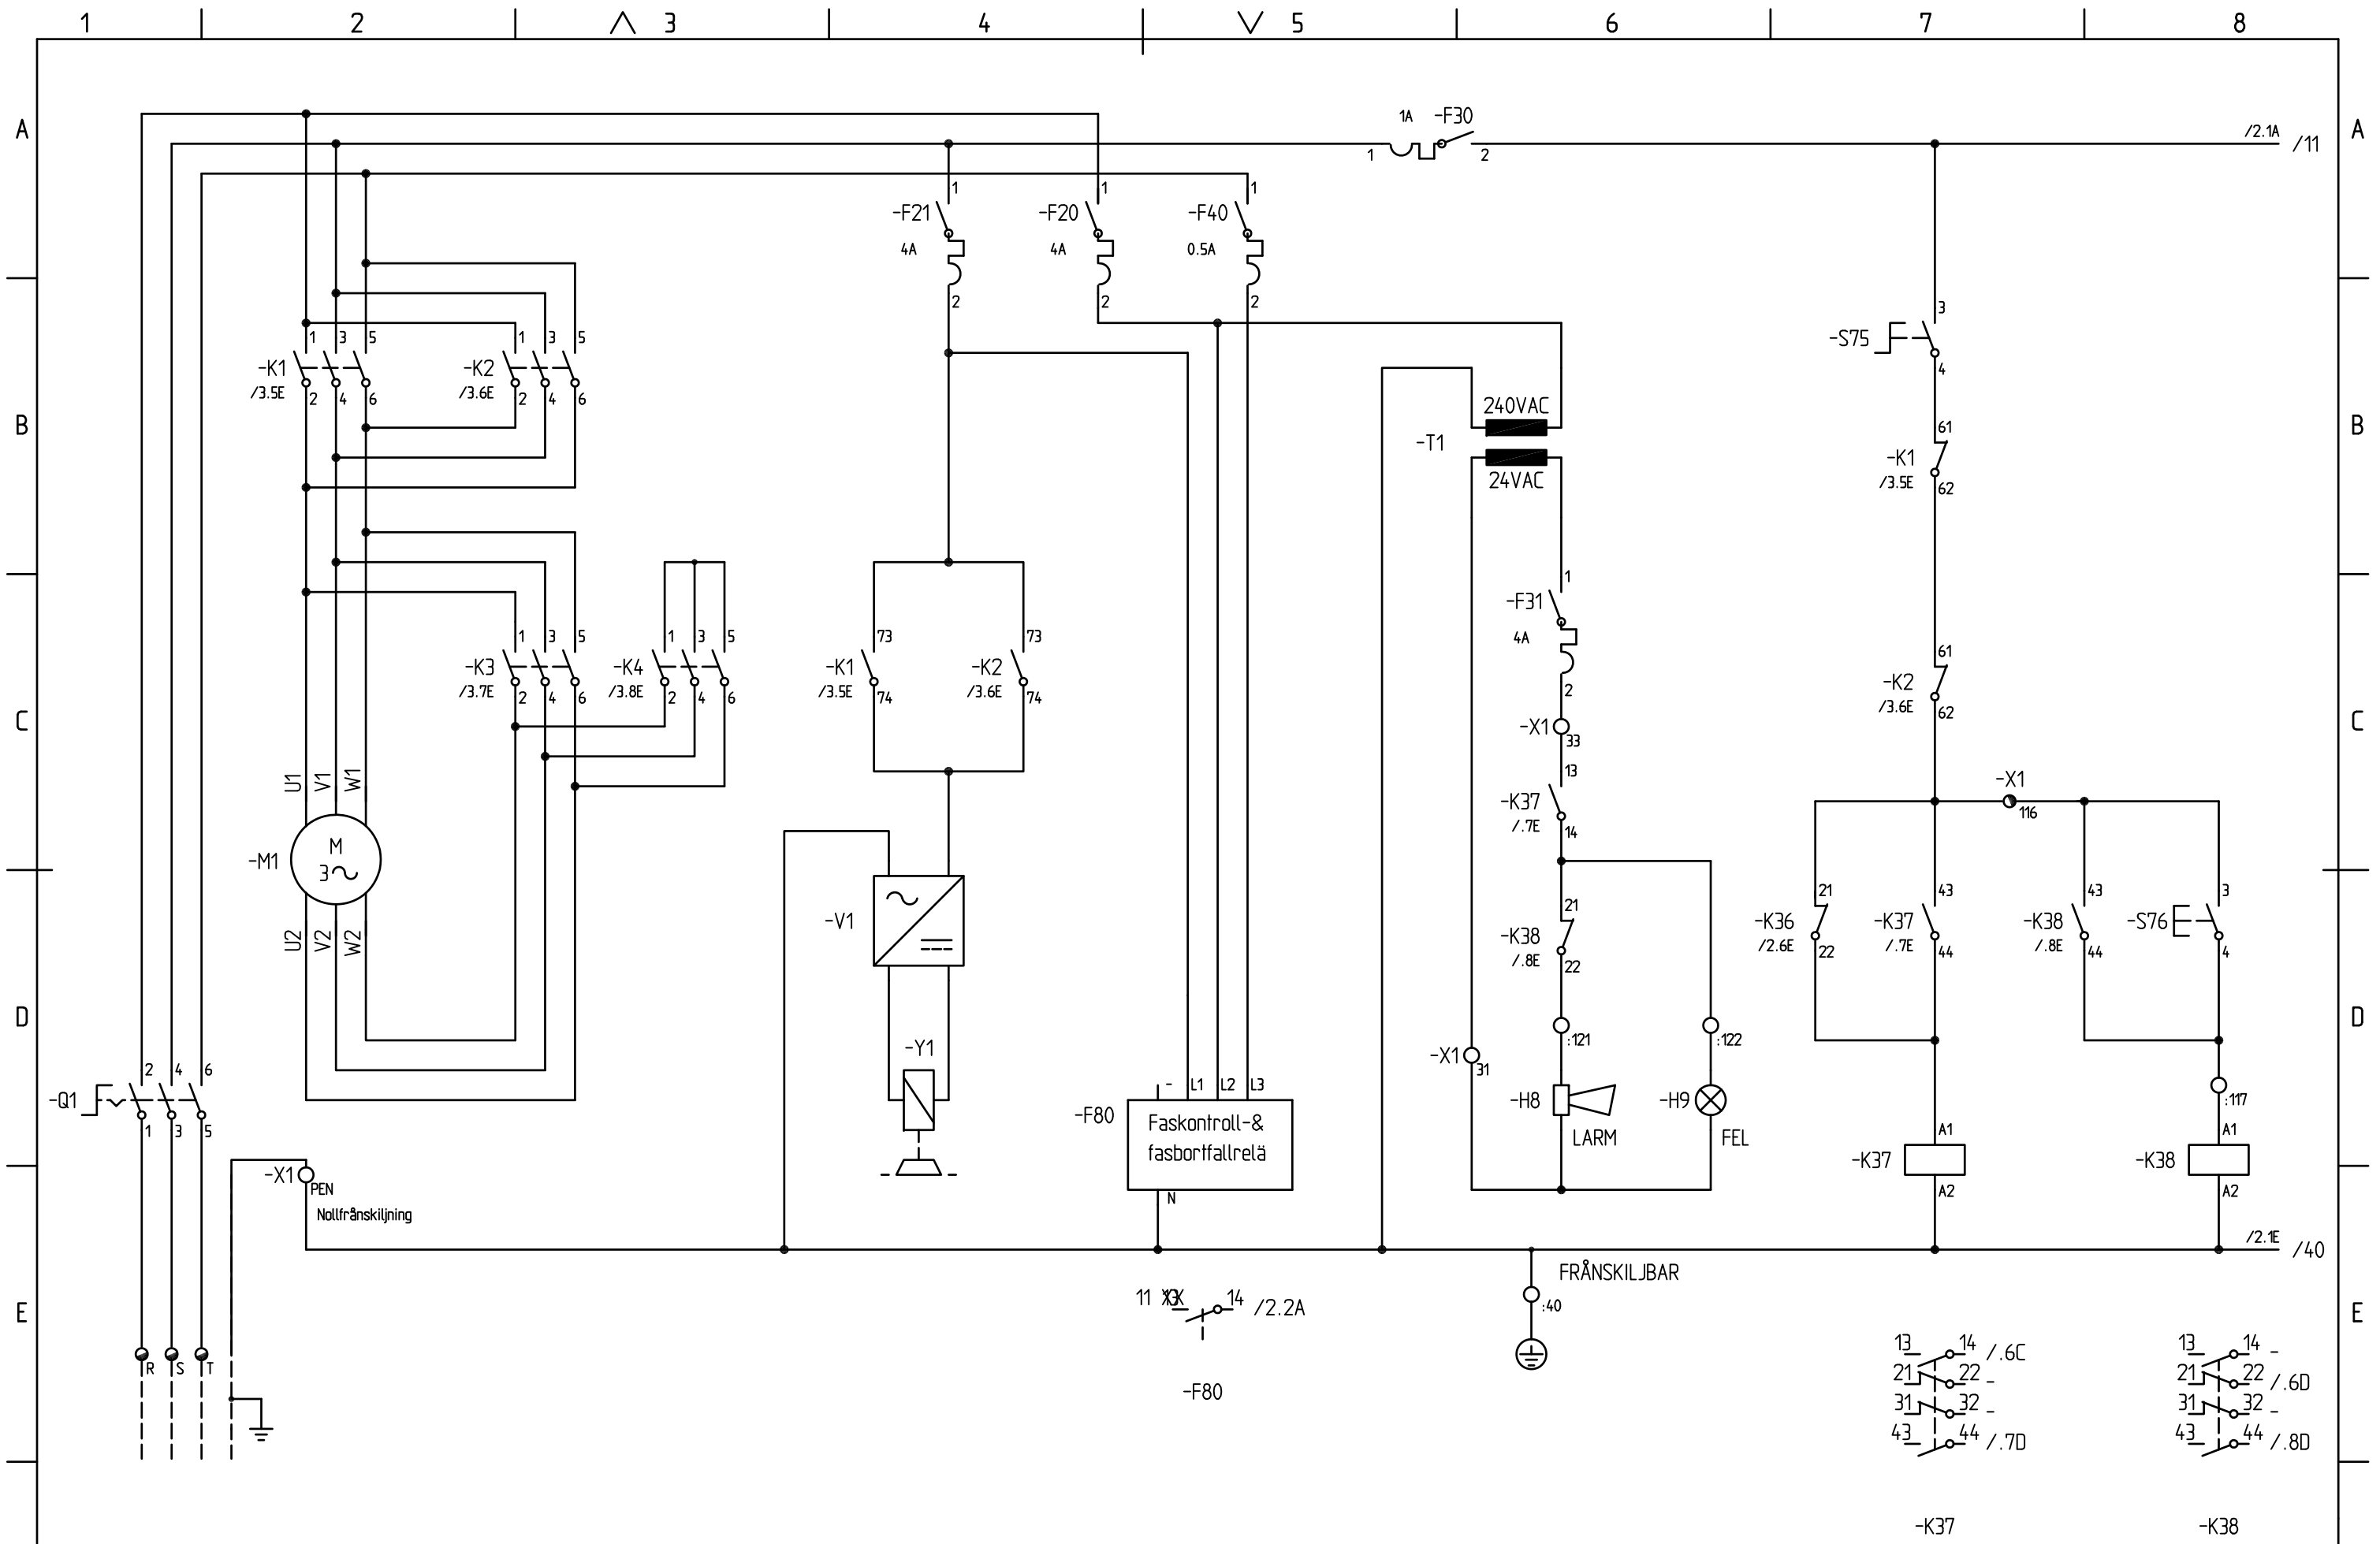 1 2 3 4 5 6 7 8
A A
1A -F30
1 2
/2.1A /11
1 1 1
-F21 -F20 -F40
4A 4A 0.5A
2 2 2
3
-S75
4
1 3 5 1 3 5
-K1 -K2
/3.5E /3.6E
2 4 6 2 4 6
B B
240VAC
-T1
24VAC
61
-K1
/3.5E
62
1
-F31
4A
2
1 3 5 1 3 5
-K3 -K4
/3.7E /3.8E
2 4 6 2 4 6
73 73
-K1 -K2
/3.5E /3.6E
74 74
61
-K2
/3.6E
62
C C
-X1
33
13
-K37
/.7E
14
-X1
116
U1 V1 W1
M
3
-M1
U2 V2 W2
-V1
21
-K38
/.8E
22
21 43 43 3
-K36 -K37 -K38 -S76
/2.6E /.7E /.8E
22 44 44 4
D D
-Y1
-X1
31
:121 :122
2 4 6
-Q1
1 3 5
- L1 L2 L3
-F80
Faskontroll-&
fasbortfallrelä
N
-H8 -H9
LARM FEL
:117
A1 A1
-K37 -K38
A2 A2
-X1
PEN
Nollfrånskiljning
/2.1E /40
FRÅNSKILJBAR
:40
E E
11 14 /2.2A
-F80
R S T
13 14 /.6C
21 22 -
31 32 -
43 44 /.7D
-K37
13 14 -
21 22 /.6D
31 32 -
43 44 /.8D
-K38